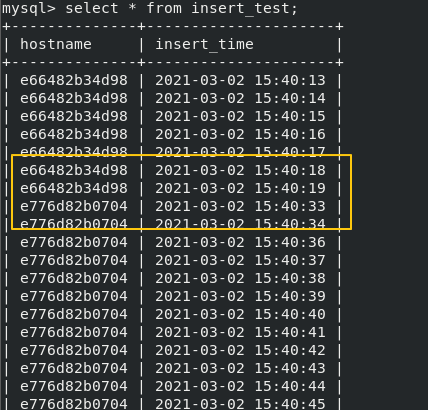 mysql> select * from insert_test;
+--------------+---------------------+
| hostname     | insert_time         |
+--------------+---------------------+
| e66482b34d98 | 2021-03-02 15:40:13 |
| e66482b34d98 | 2021-03-02 15:40:14 |
| e66482b34d98 | 2021-03-02 15:40:15 |
| e66482b34d98 | 2021-03-02 15:40:16 |
| e66482b34d98 | 2021-03-02 15:40:17 |
| e66482b34d98 | 2021-03-02 15:40:18 |
| e66482b34d98 | 2021-03-02 15:40:19 |
| e776d82b0704 | 2021-03-02 15:40:33 |
| e776d82b0704 | 2021-03-02 15:40:34 |
| e776d82b0704 | 2021-03-02 15:40:36 |
| e776d82b0704 | 2021-03-02 15:40:37 |
| e776d82b0704 | 2021-03-02 15:40:38 |
| e776d82b0704 | 2021-03-02 15:40:39 |
| e776d82b0704 | 2021-03-02 15:40:40 |
| e776d82b0704 | 2021-03-02 15:40:41 |
| e776d82b0704 | 2021-03-02 15:40:42 |
| e776d82b0704 | 2021-03-02 15:40:43 |
| e776d82b0704 | 2021-03-02 15:40:44 |
| e776d82b0704 | 2021-03-02 15:40:45 |